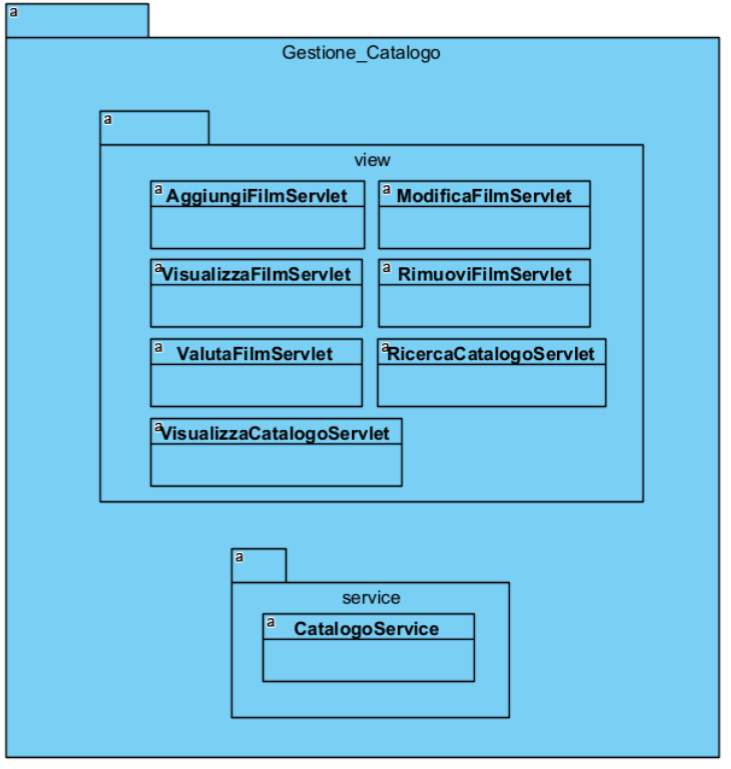 a
Gestione_Catalogo
a
view
a AggiungiFilmServlet
a ModificaFilmServlet
a VisualizzaFilmServlet
a RimuoviFilmServlet
a ValutaFilmServlet
a RicercaCatalogoServlet
a VisualizzaCatalogoServlet
a
service
a CatalogoService